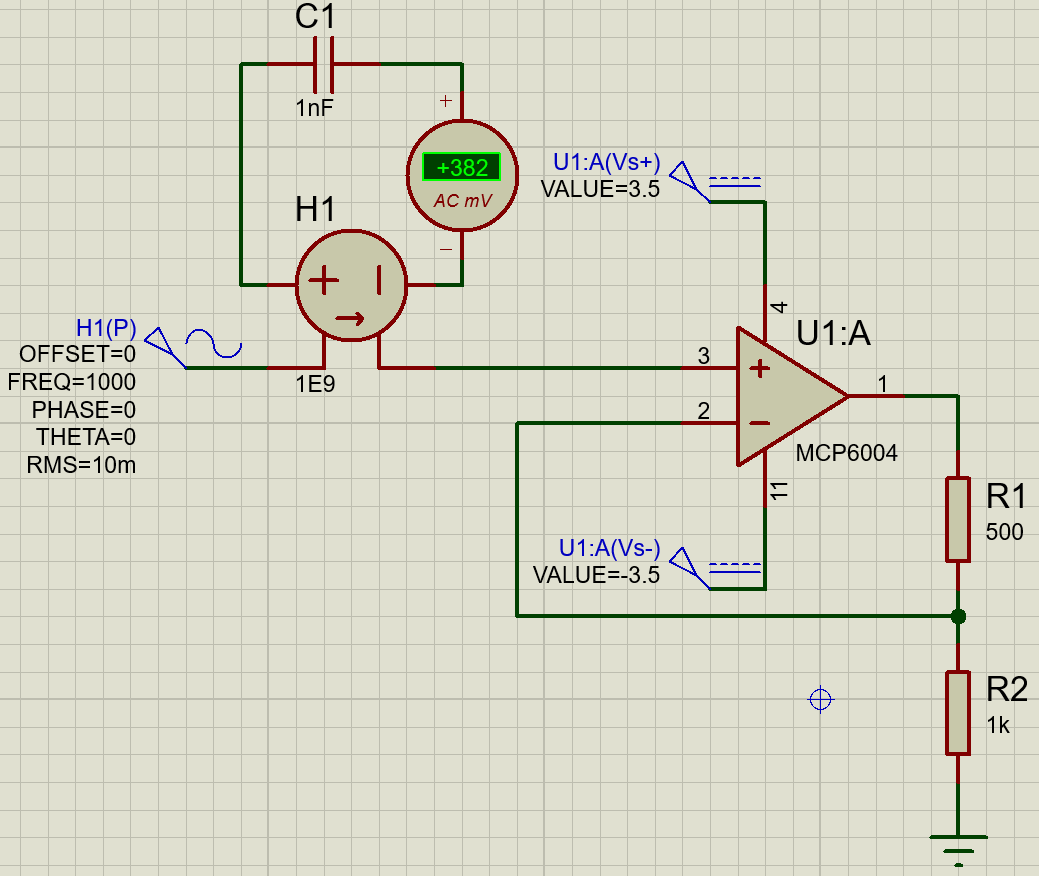 C1
1nF
+
+382
AC mV
−
H1
1E9
H1(P)
OFFSET=0
FREQ=1000
PHASE=0
THETA=0
RMS=10m
U1:A(Vs+)
VALUE=3.5
4
U1:A
3
2
1
MCP6004
11
U1:A(Vs-)
VALUE=-3.5
R1
500
R2
1k